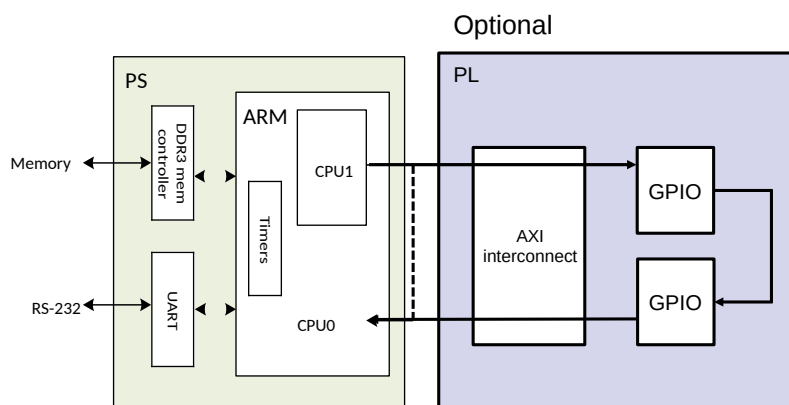 Optional
PS
PL
ARM
DDR3 mem
controller
Memory
CPU1
GPIO
Timers
AXI
interconnect
UART
GPIO
RS-232
CPU0